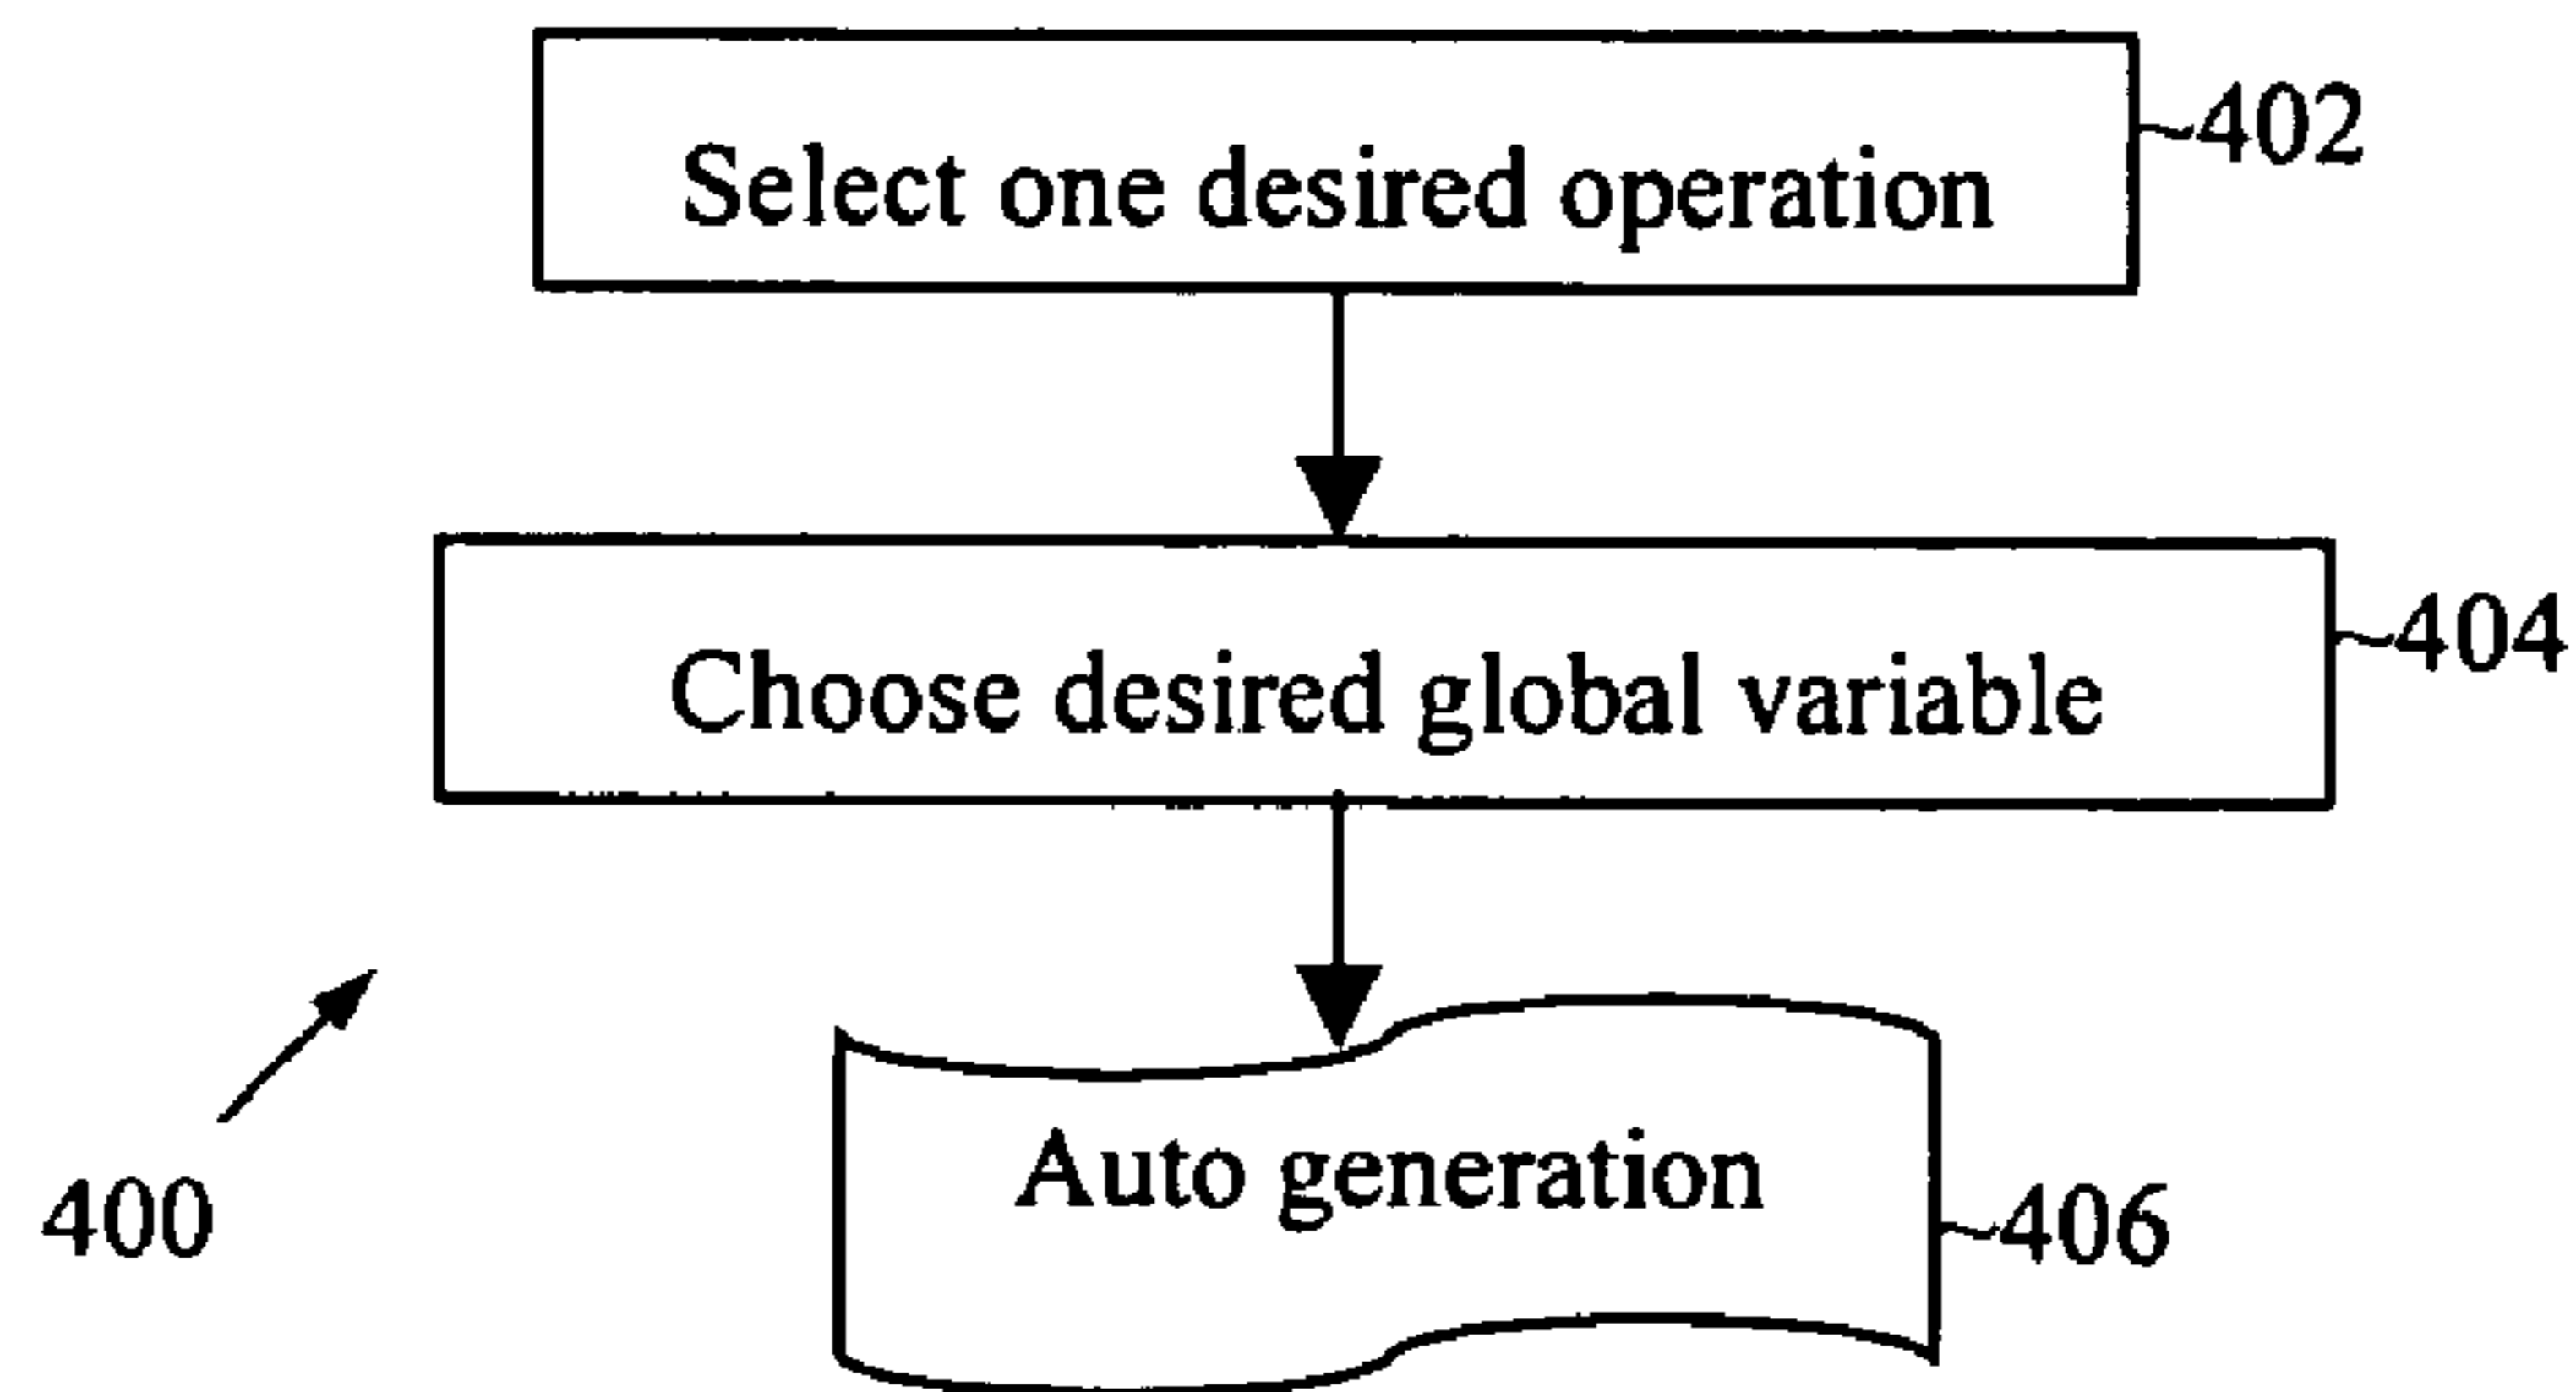 Select one desired operation
402
Choose desired global variable
404
Auto generation
406
400